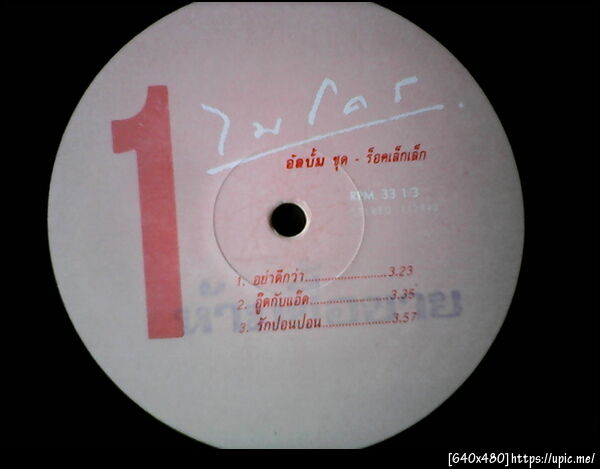 1
ไมโคร
อัลบั้ม ชุด - ร็อคเล็กเล็ก
RPM. 33 1/3
1. อย่าดีกว่า........................3.23
2. อู๊ดกับแอ๊ด........................3.35
3. รักปอนปอน.....................3.57
[640x480]https://upic.me/